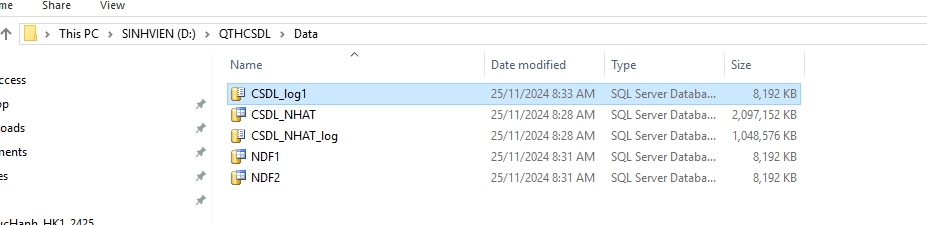 me Share View
This PC > SINHVIEN (D:) > QTHCSDL > Data
Name Date modified Type Size
CSDL_log1 25/11/2024 8:33 AM SQL Server Databa... 8,192 KB
CSDL_NHAT 25/11/2024 8:28 AM SQL Server Databa... 2,097,152 KB
CSDL_NHAT_log 25/11/2024 8:28 AM SQL Server Databa... 1,048,576 KB
NDF1 25/11/2024 8:31 AM SQL Server Databa... 8,192 KB
NDF2 25/11/2024 8:31 AM SQL Server Databa... 8,192 KB
ccess
op
loads
ments
es
ucHanh_HK1_2425